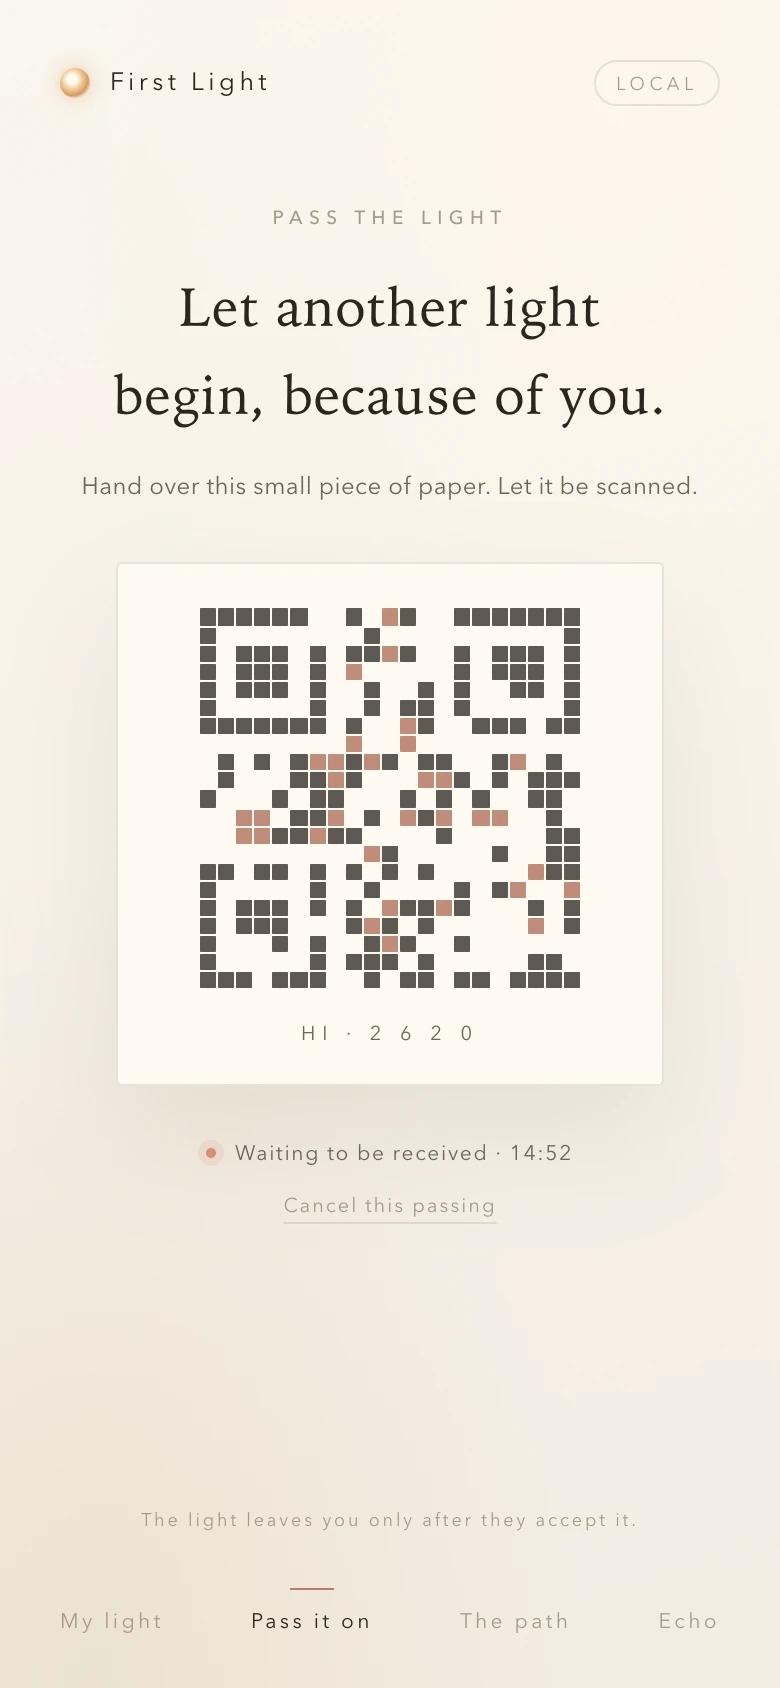 First Light
LOCAL
PASS THE LIGHT
Let another light
begin, because of you.
Hand over this small piece of paper. Let it be scanned.
HI · 2620
Waiting to be received · 14:52
Cancel this passing
The light leaves you only after they accept it.
My light
Pass it on
The path
Echo